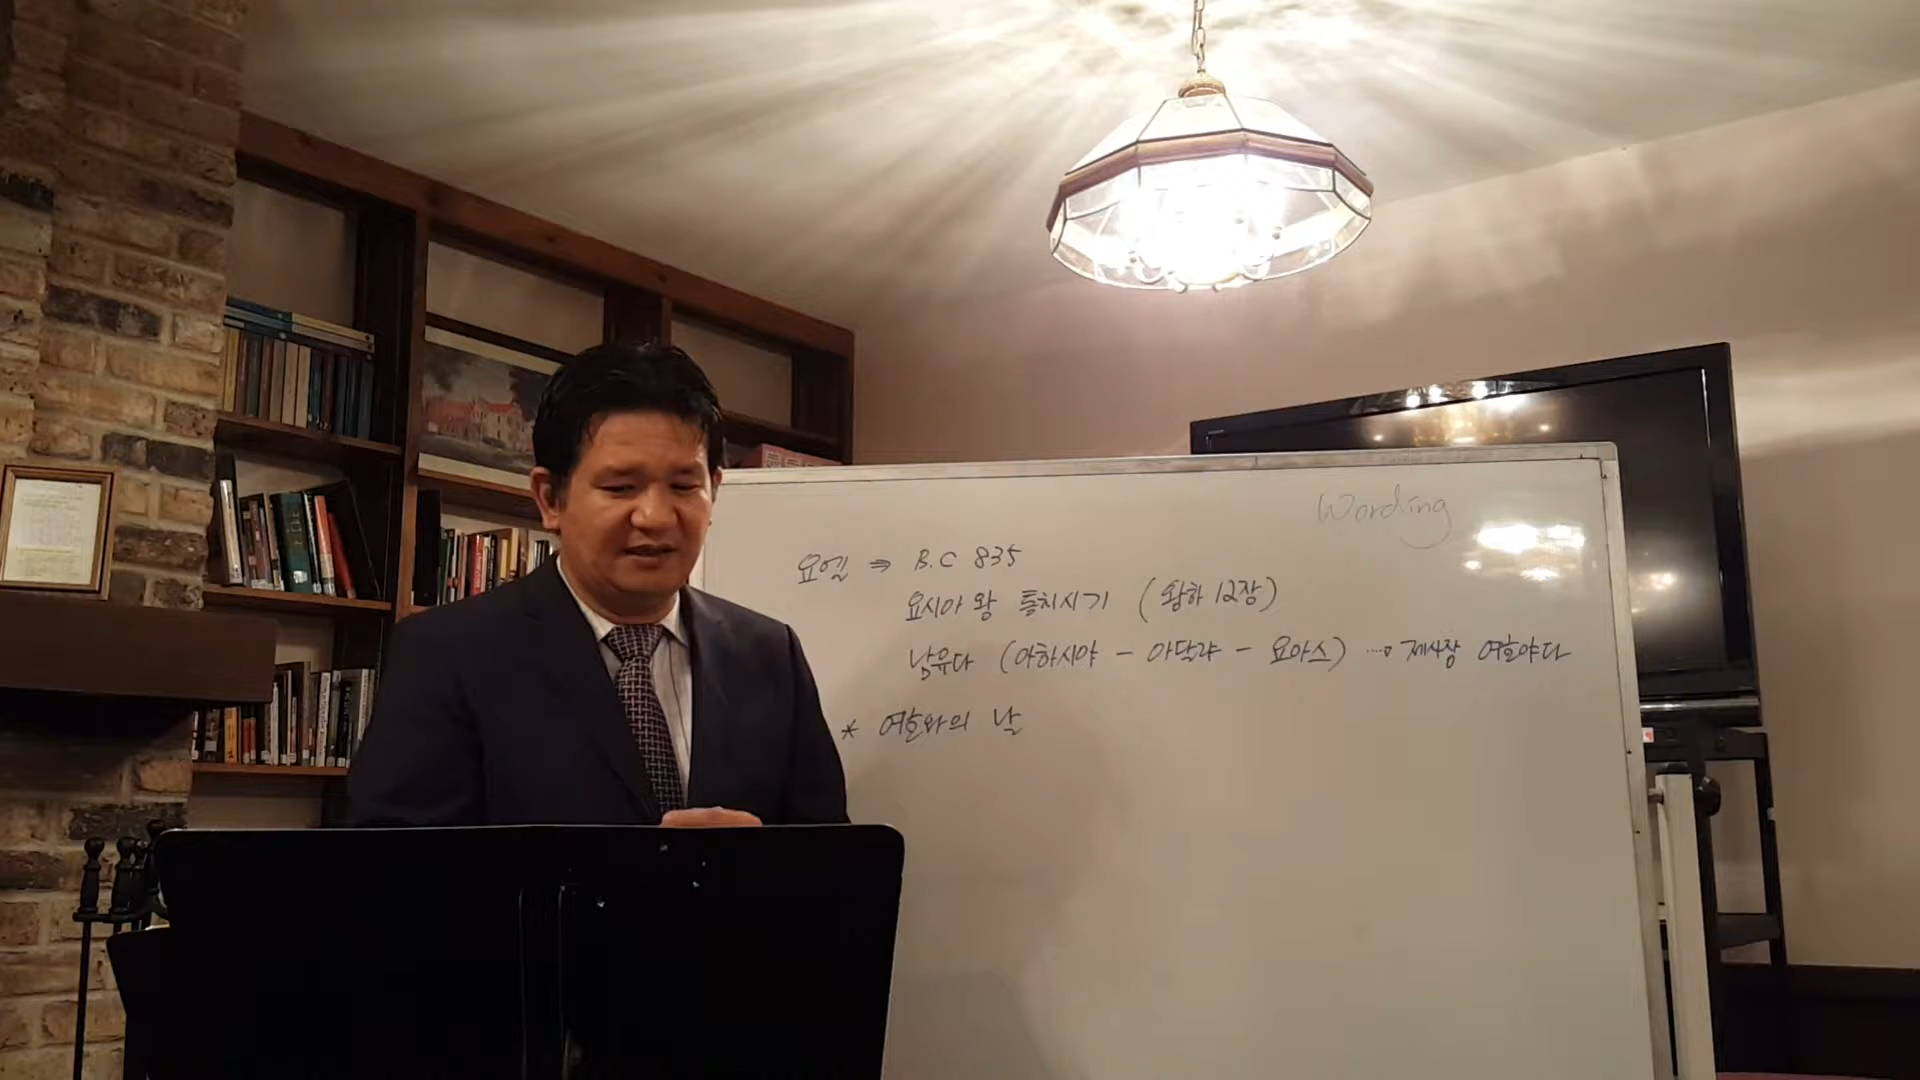 Wording
요엘 ⇒ B.C 835
요시아 왕 통치시기 (왕하 12장)
남유다 (아하시야 - 아달랴 - 요아스) ····> 제사장 여호야다
* 여호와의 날